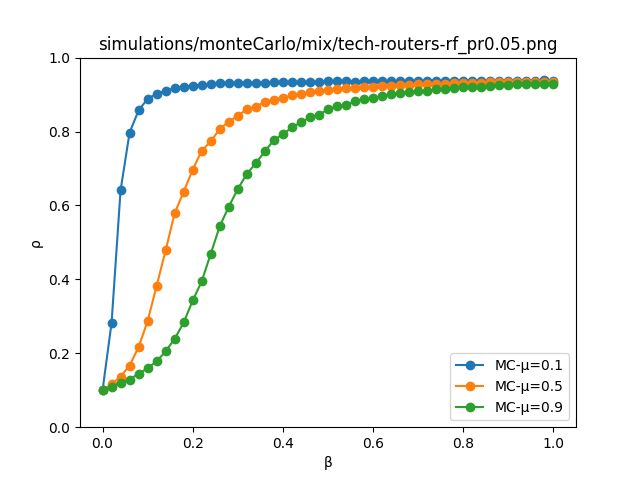 simulations/monteCarlo/mix/tech-routers-rf_pr0.05.png
1.0
0.8
0.6
0.4
0.2
0.0
ρ
0.0 0.2 0.4 0.6 0.8 1.0
β
MC-μ=0.1
MC-μ=0.5
MC-μ=0.9